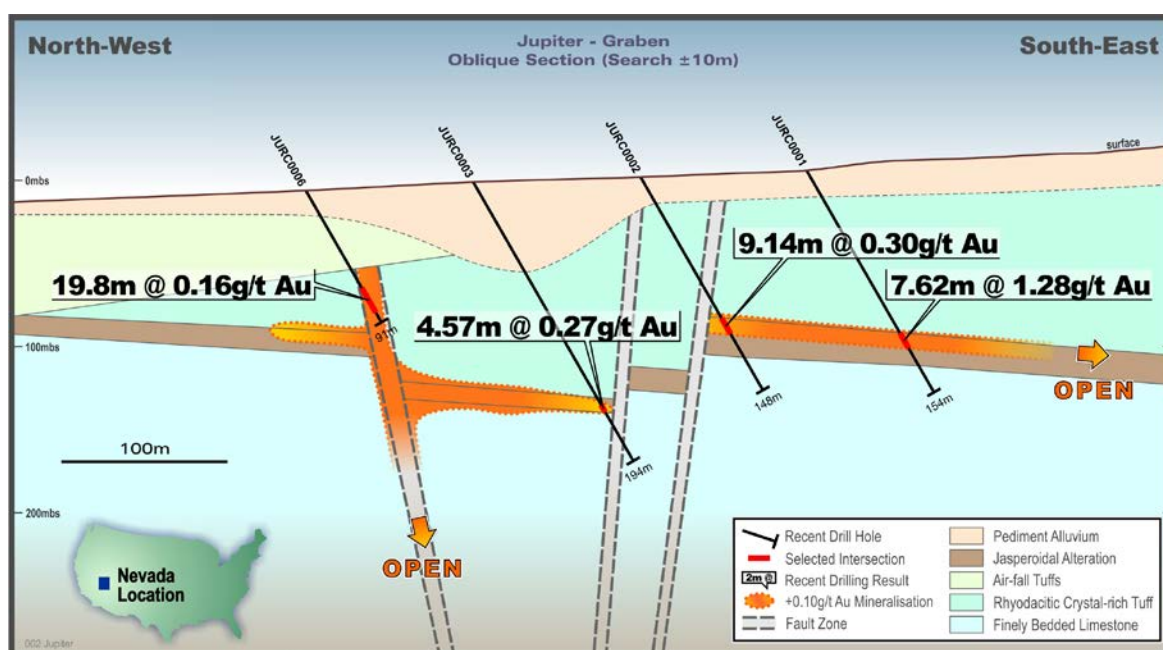 North-West
Jupiter - Graben
Oblique Section (Search ±10m)
South-East
JURC0006
JURC0003
JURC0002
JURC0001
surface
0mbs
9.14m @ 0.30g/t Au
7.62m @ 1.28g/t Au
19.8m @ 0.16g/t Au
4.57m @ 0.27g/t Au
91m
100mbs
OPEN
148m
154m
100m
194m
200mbs
OPEN
Nevada
Location
Recent Drill Hole
Selected Intersection
2m @
Recent Drilling Result
+0.10g/t Au Mineralisation
Fault Zone
Pediment Alluvium
Jasperoidal Alteration
Air-fall Tuffs
Rhyodacitic Crystal-rich Tuff
Finely Bedded Limestone
002 Jupiter